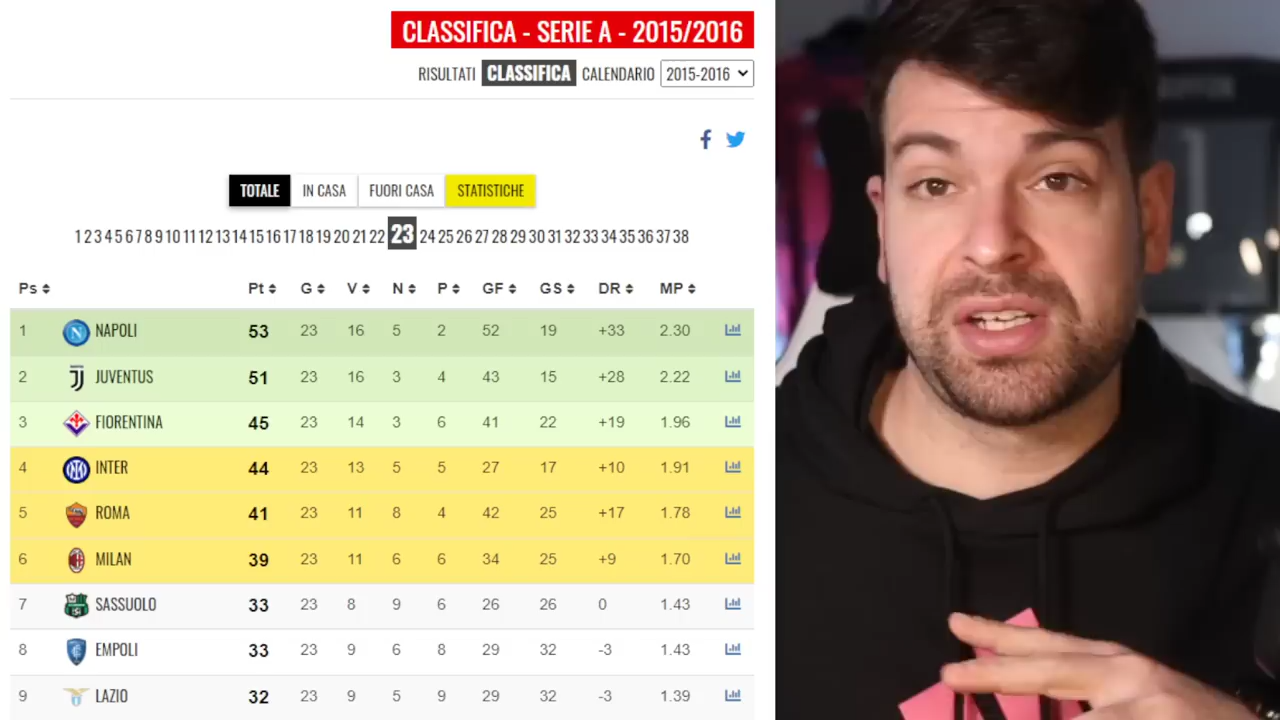 CLASSIFICA - SERIE A - 2015/2016
RISULTATI CLASSIFICA CALENDARIO 2015-2016
TOTALE IN CASA FUORI CASA STATISTICHE
1 2 3 4 5 6 7 8 9 10 11 12 13 14 15 16 17 18 19 20 21 22 23 24 25 26 27 28 29 30 31 32 33 34 35 36 37 38
Ps Pt G V N P GF GS DR MP
1 NAPOLI 53 23 16 5 2 52 19 +33 2.30
2 JUVENTUS 51 23 16 3 4 43 15 +28 2.22
3 FIORENTINA 45 23 14 3 6 41 22 +19 1.96
4 INTER 44 23 13 5 5 27 17 +10 1.91
5 ROMA 41 23 11 8 4 42 25 +17 1.78
6 MILAN 39 23 11 6 6 34 25 +9 1.70
7 SASSUOLO 33 23 8 9 6 26 26 0 1.43
8 EMPOLI 33 23 9 6 8 29 32 -3 1.43
9 LAZIO 32 23 9 5 9 29 32 -3 1.39